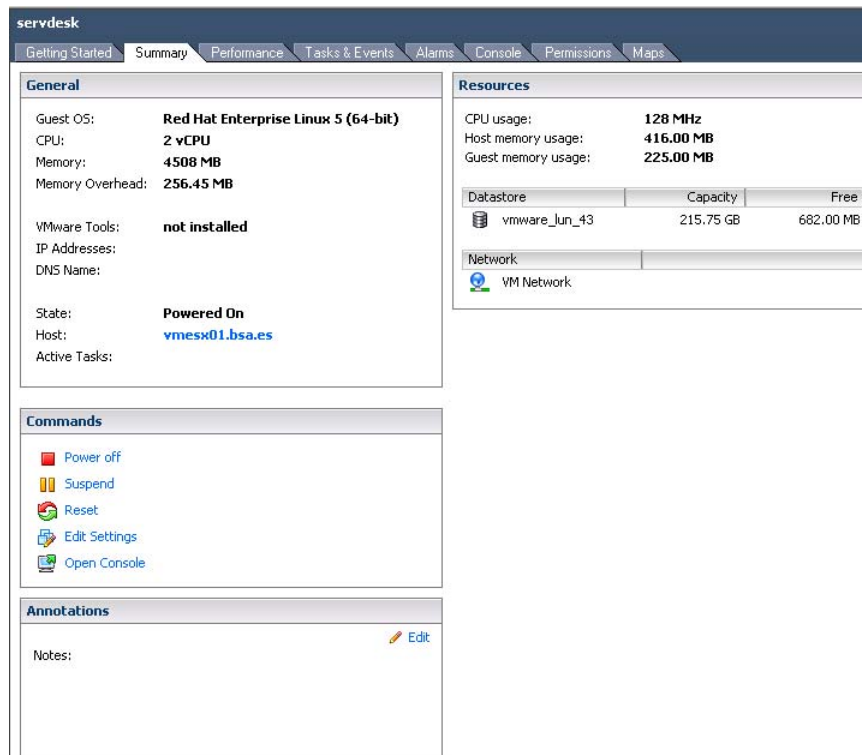 servdesk
Getting Started Summary Performance Tasks & Events Alarms Console Permissions Maps
General
Guest OS: Red Hat Enterprise Linux 5 (64-bit)
CPU: 2 vCPU
Memory: 4508 MB
Memory Overhead: 256.45 MB
VMware Tools: not installed
IP Addresses:
DNS Name:
State: Powered On
Host: vmesx01.bsa.es
Active Tasks:
Commands
Power off
Suspend
Reset
Edit Settings
Open Console
Annotations
Edit
Notes:
Resources
CPU usage: 128 MHz
Host memory usage: 416.00 MB
Guest memory usage: 225.00 MB
Datastore Capacity Free
vmware_lun_43 215.75 GB 682.00 MB
Network
VM Network